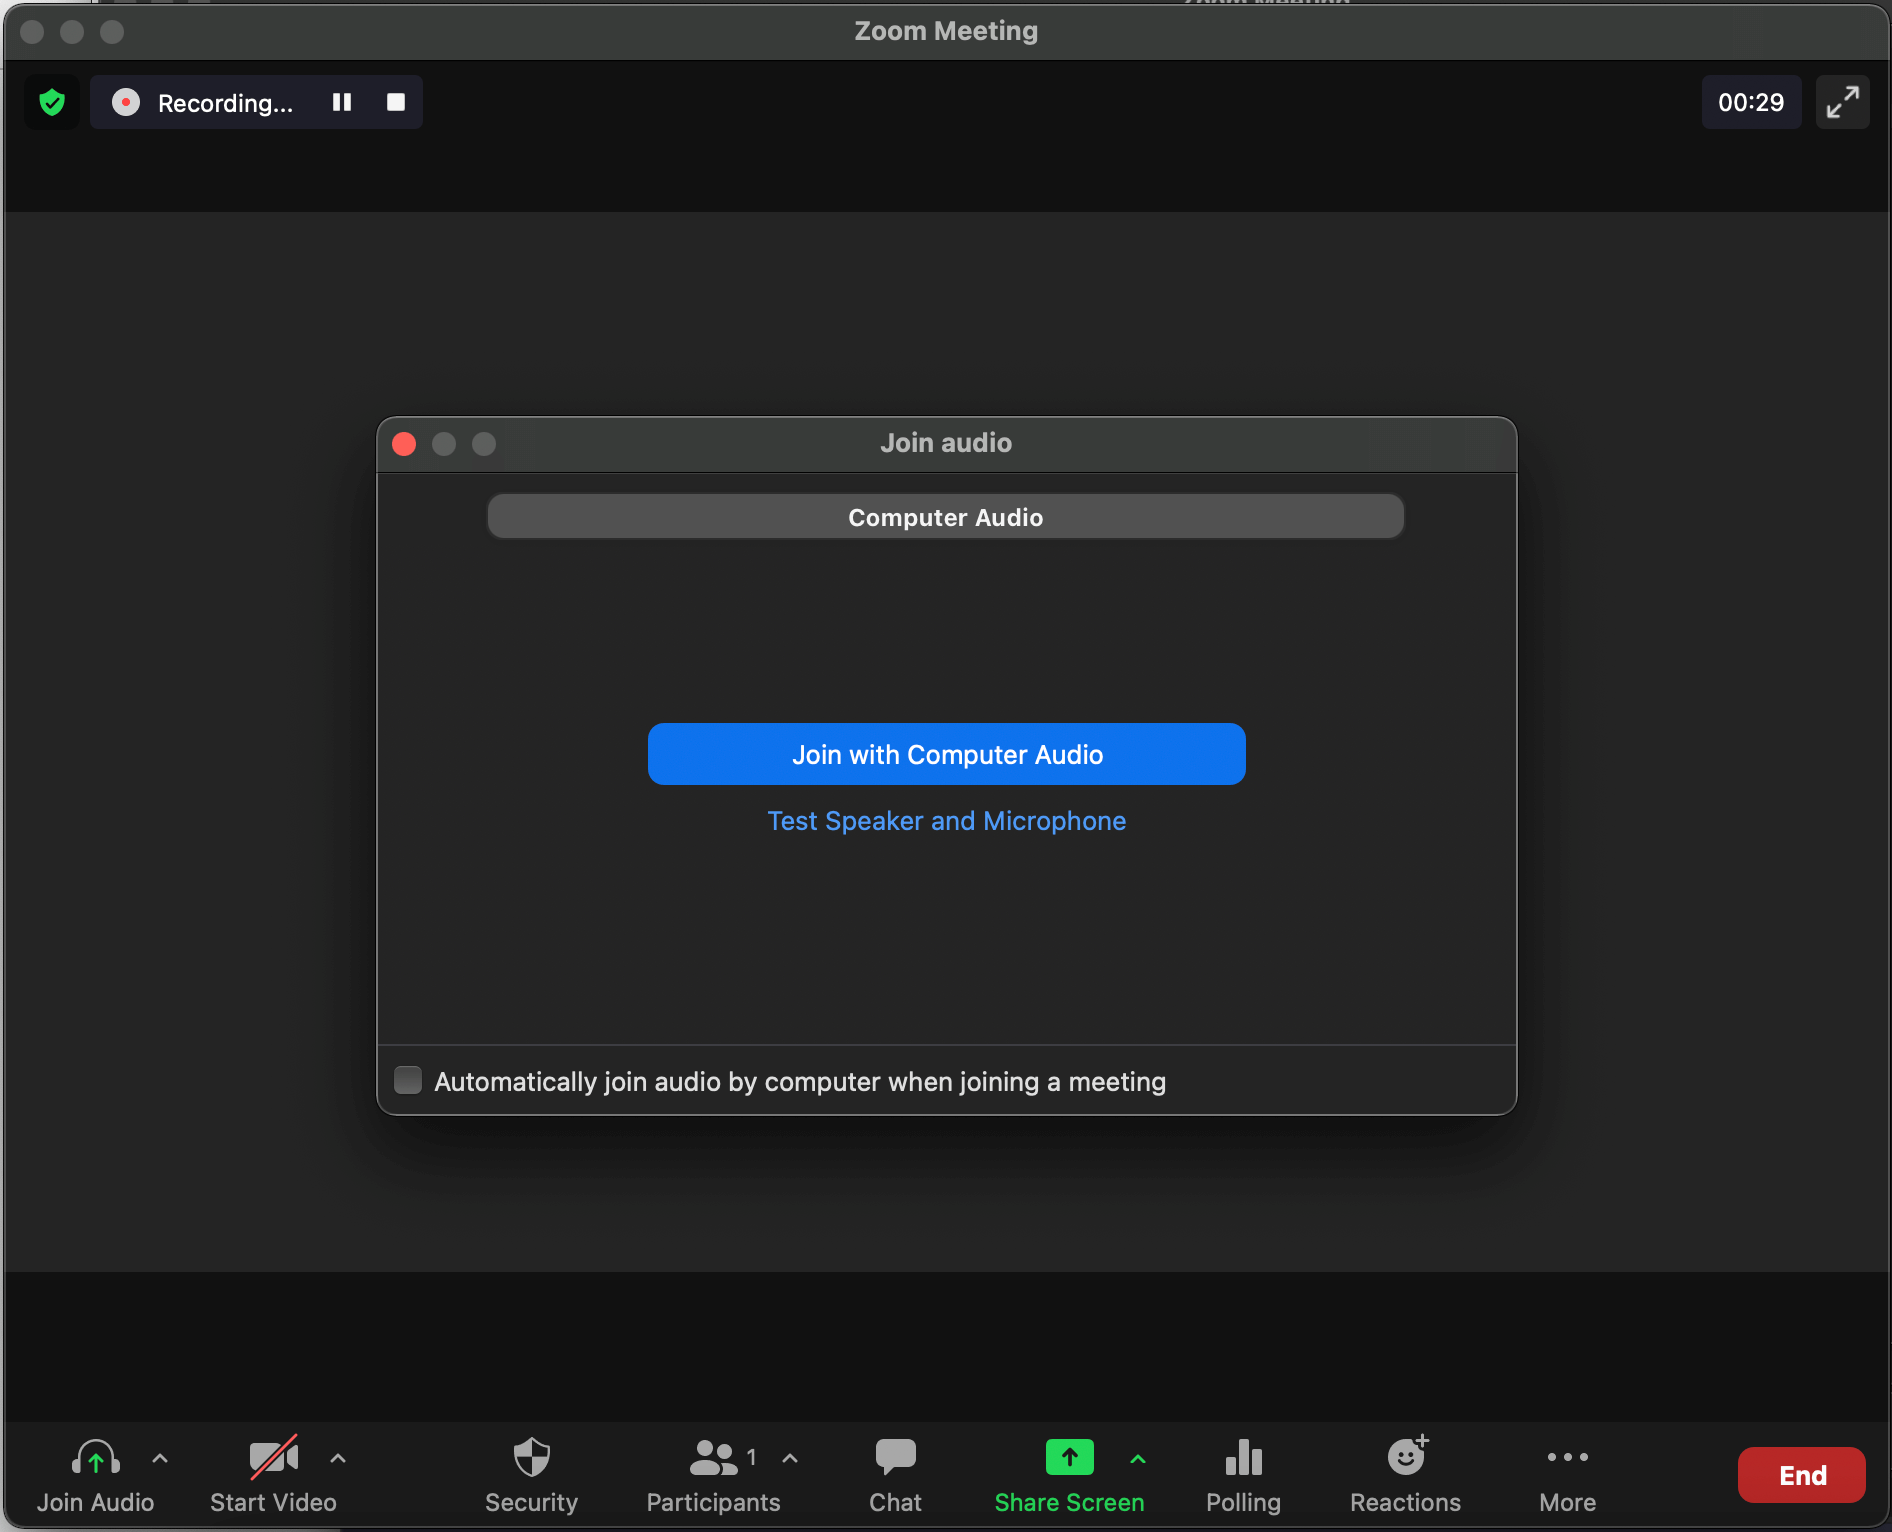 Zoom Meeting
Recording...
00:29
Join audio
Computer Audio
Join with Computer Audio
Test Speaker and Microphone
Automatically join audio by computer when joining a meeting
1
Join Audio
Start Video
Security
Participants
Chat
Share Screen
Polling
Reactions
More
End